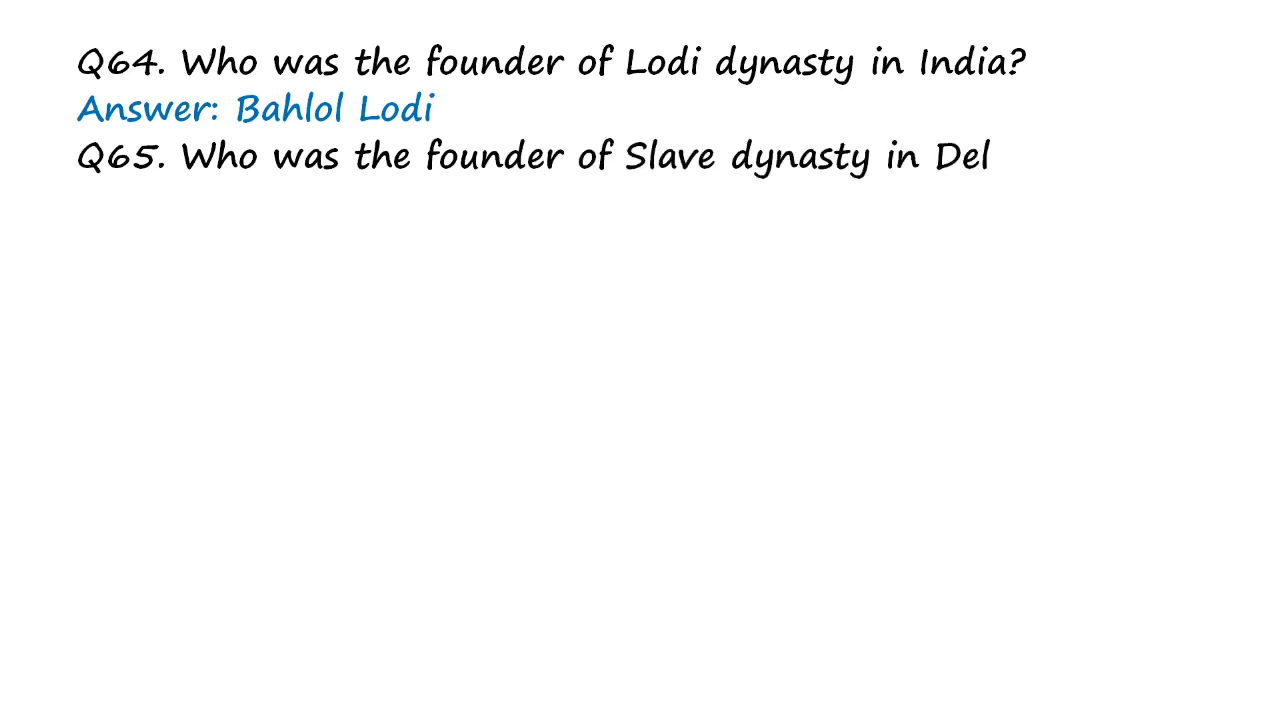 Q64. Who was the founder of Lodi dynasty in India?
Answer: Bahlol Lodi
Q65. Who was the founder of Slave dynasty in Del